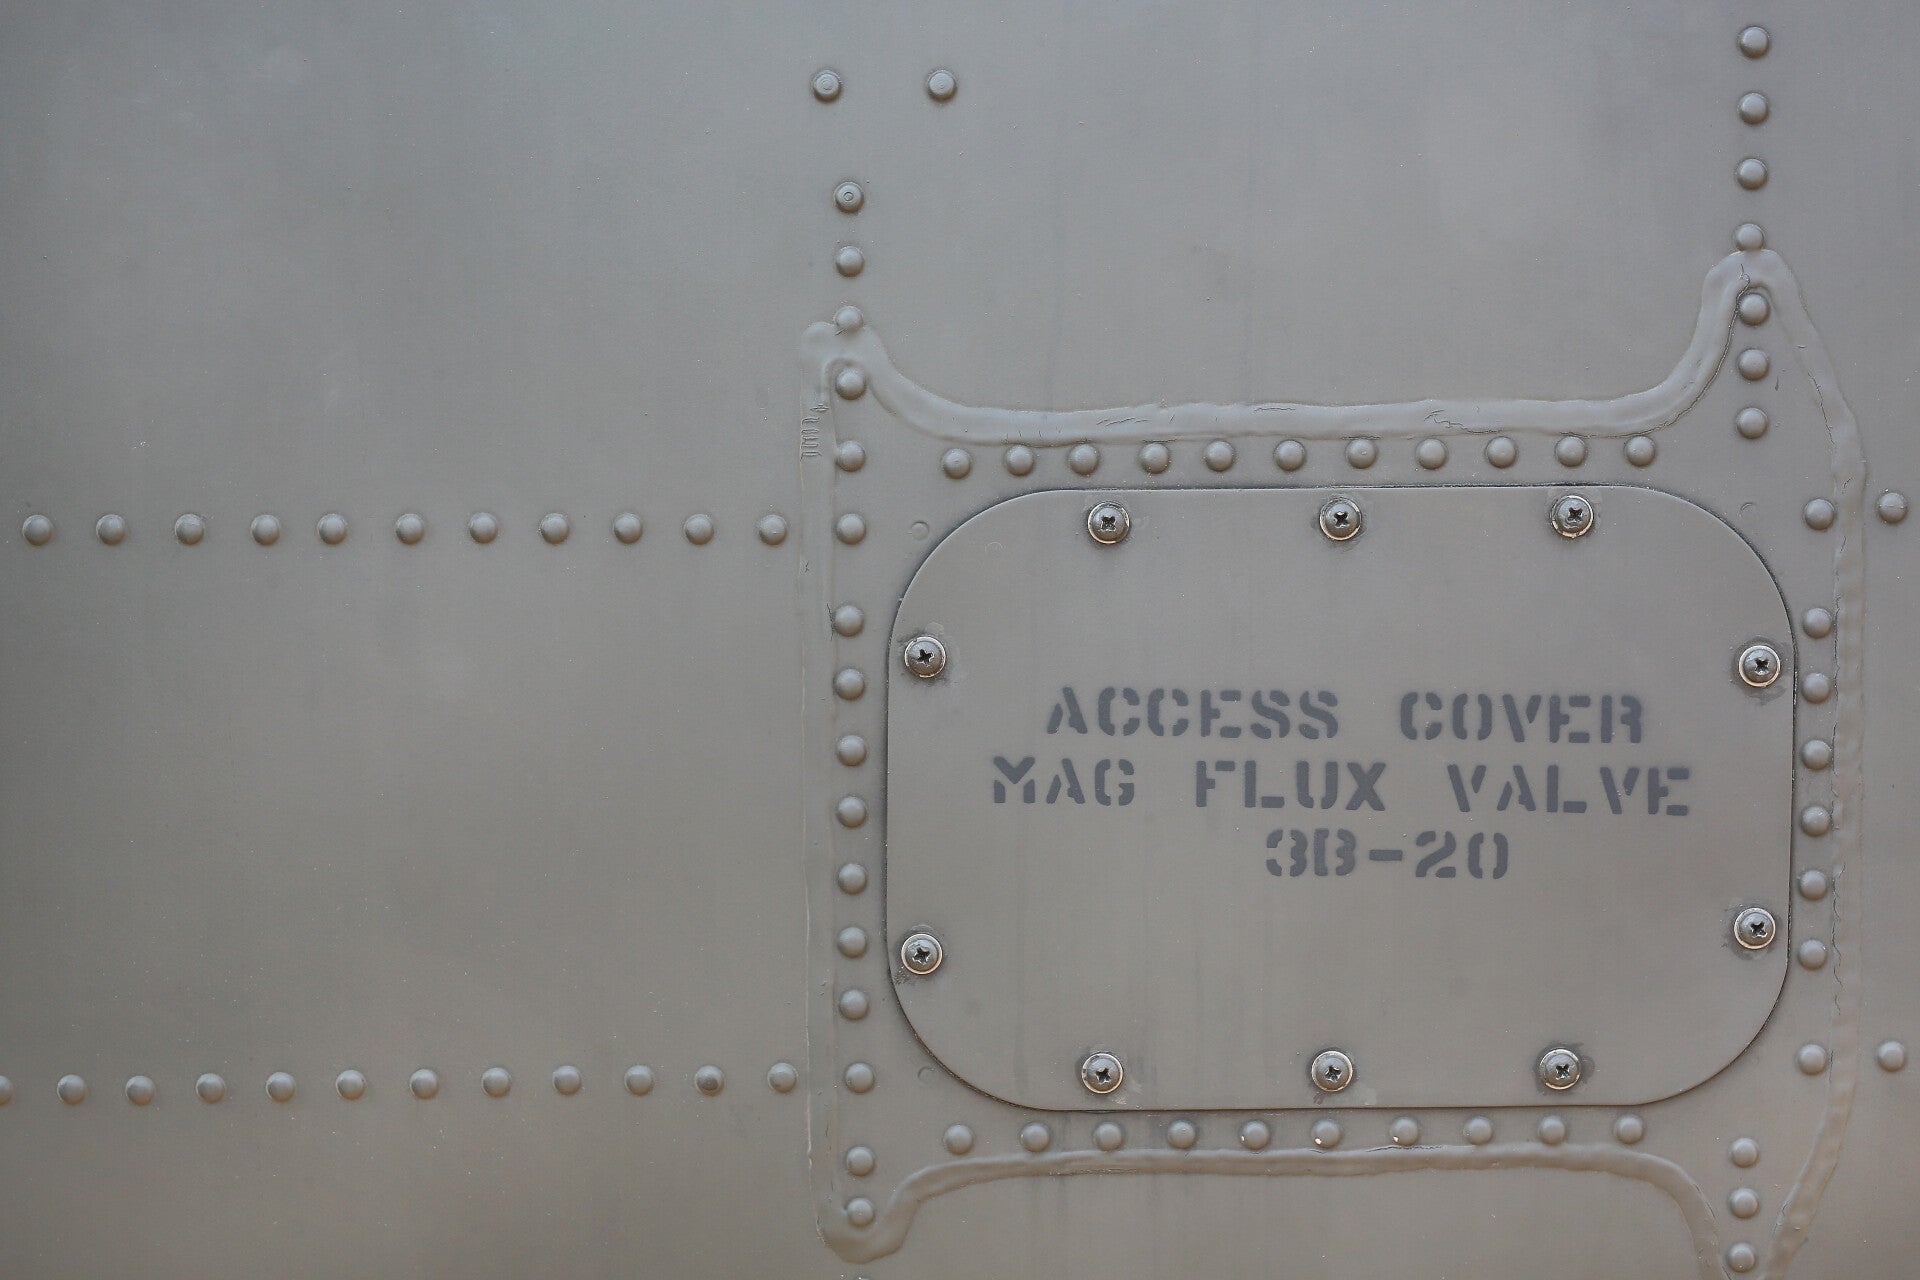 ACCESS COVER
MAG FLUX VALVE
3B-20